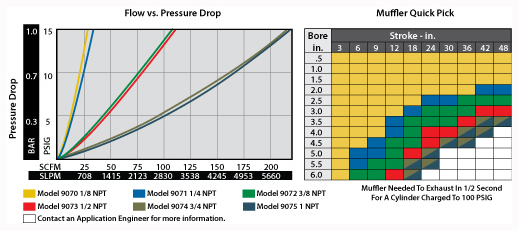 Flow vs. Pressure Drop
Pressure Drop
1.0
0.7
0.3
BAR
15
10
5
PSIG
SCFM 25 50 75 100 125 150 175 200
SLPM 708 1415 2123 2830 3538 4245 4953 5660
Model 9070 1/8 NPT
Model 9071 1/4 NPT
Model 9072 3/8 NPT
Model 9073 1/2 NPT
Model 9074 3/4 NPT
Model 9075 1 NPT
Contact an Application Engineer for more information.
Muffler Quick Pick
Bore
in.
Stroke - in.
3 6 9 12 18 24 30 36 42 48
.5
1.0
1.5
2.0
2.5
3.0
3.5
4.0
4.5
5.0
5.5
6.0
Muffler Needed To Exhaust In 1/2 Second
For A Cylinder Charged To 100 PSIG